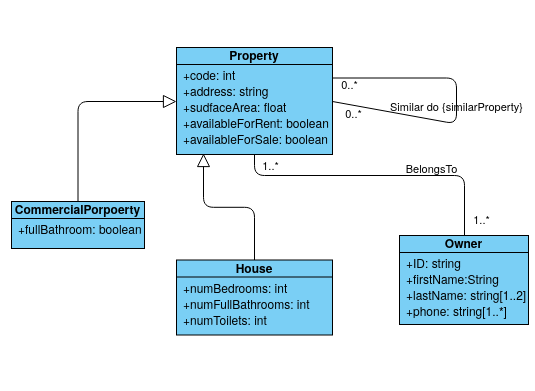 Property
+code: int
+address: string
+sudfaceArea: float
+availableForRent: boolean
+availableForSale: boolean
0..*
Similar do {similarProperty}
0..*
1..*
BelongsTo
1..*
CommercialPorpoerty
+fullBathroom: boolean
Owner
+ID: string
+firstName:String
+lastName: string[1..2]
+phone: string[1..*]
House
+numBedrooms: int
+numFullBathrooms: int
+numToilets: int